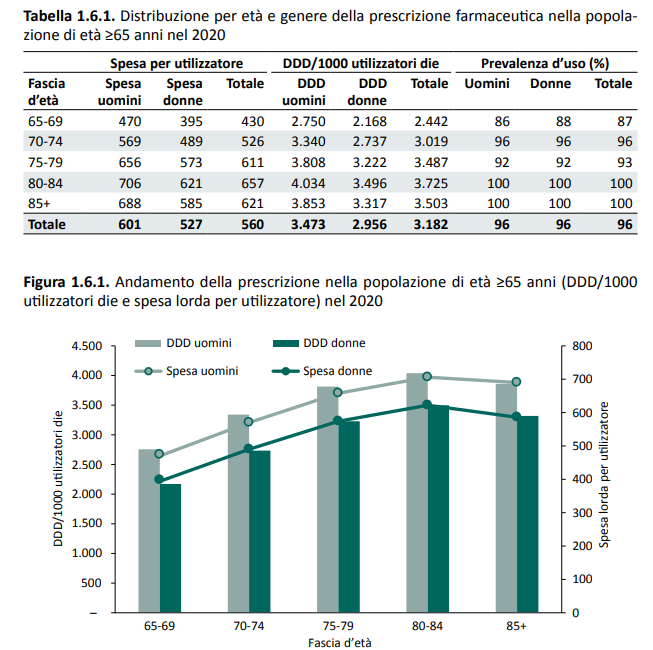 Tabella 1.6.1. Distribuzione per età e genere della prescrizione farmaceutica nella popola-
zione di età ≥65 anni nel 2020
Spesa per utilizzatore DDD/1000 utilizzatori die Prevalenza d'uso (%)
Fascia d'età Spesa uomini Spesa donne Totale DDD uomini DDD donne Totale Uomini Donne Totale
65-69 470 395 430 2.750 2.168 2.442 86 88 87
70-74 569 489 526 3.340 2.737 3.019 96 96 96
75-79 656 573 611 3.808 3.222 3.487 92 92 93
80-84 706 621 657 4.034 3.496 3.725 100 100 100
85+ 688 585 621 3.853 3.317 3.503 100 100 100
Totale 601 527 560 3.473 2.956 3.182 96 96 96
Figura 1.6.1. Andamento della prescrizione nella popolazione di età ≥65 anni (DDD/1000
utilizzatori die e spesa lorda per utilizzatore) nel 2020
DDD uomini DDD donne
Spesa uomini Spesa donne
DDD/1000 utilizzatori die
4.500
4.000
3.500
3.000
2.500
2.000
1.500
1.000
500
–
800
700
600
500
400
300
200
100
0
Spesa lorda per utilizzatore
65-69 70-74 75-79 80-84 85+
Fascia d'età